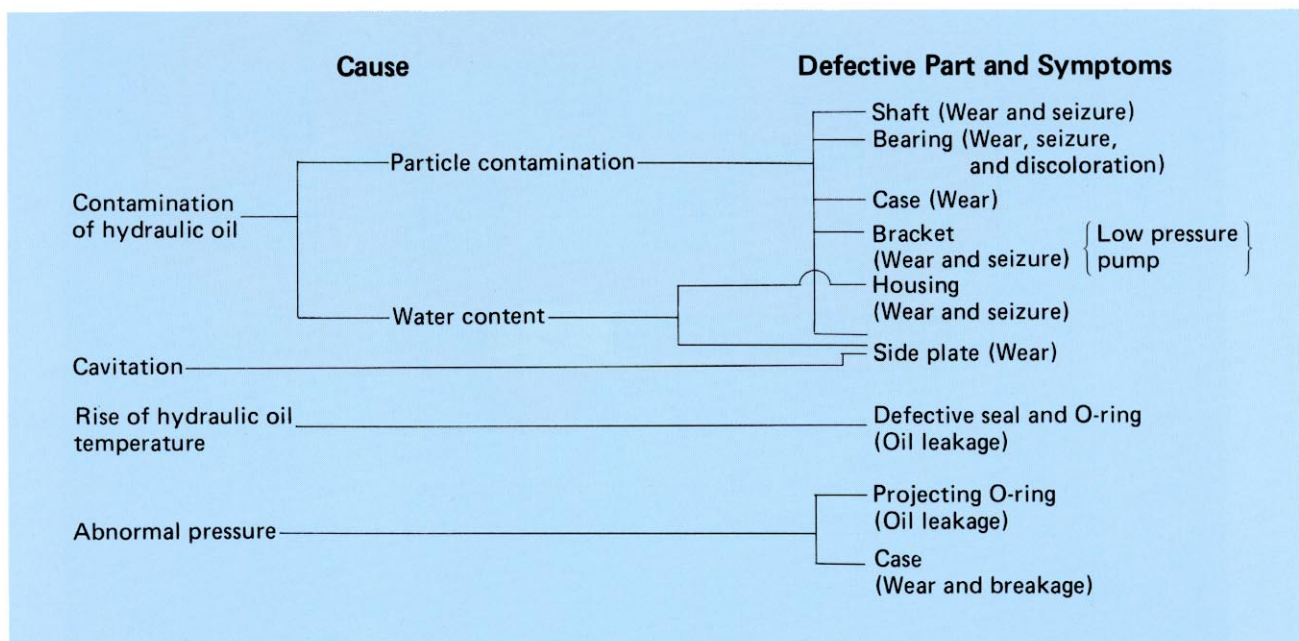 Cause
Defective Part and Symptoms
Shaft (Wear and seizure)
Particle contamination
Bearing (Wear, seizure,
and discoloration)
Contamination
of hydraulic oil
Case (Wear)
Bracket
(Wear and seizure)
Low pressure
pump
Housing
(Wear and seizure)
Water content
Side plate (Wear)
Cavitation
Rise of hydraulic oil
temperature
Defective seal and O-ring
(Oil leakage)
Projecting O-ring
(Oil leakage)
Abnormal pressure
Case
(Wear and breakage)